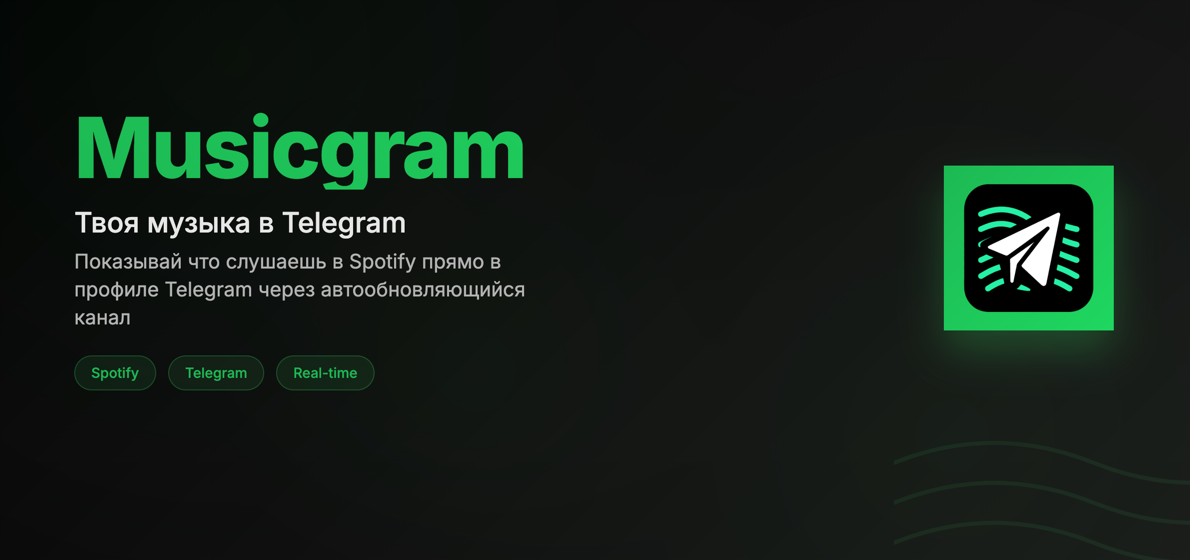 Musicgram
Твоя музыка в Telegram
Показывай что слушаешь в Spotify прямо в
профиле Telegram через автообновляющийся
канал
Spotify Telegram Real-time